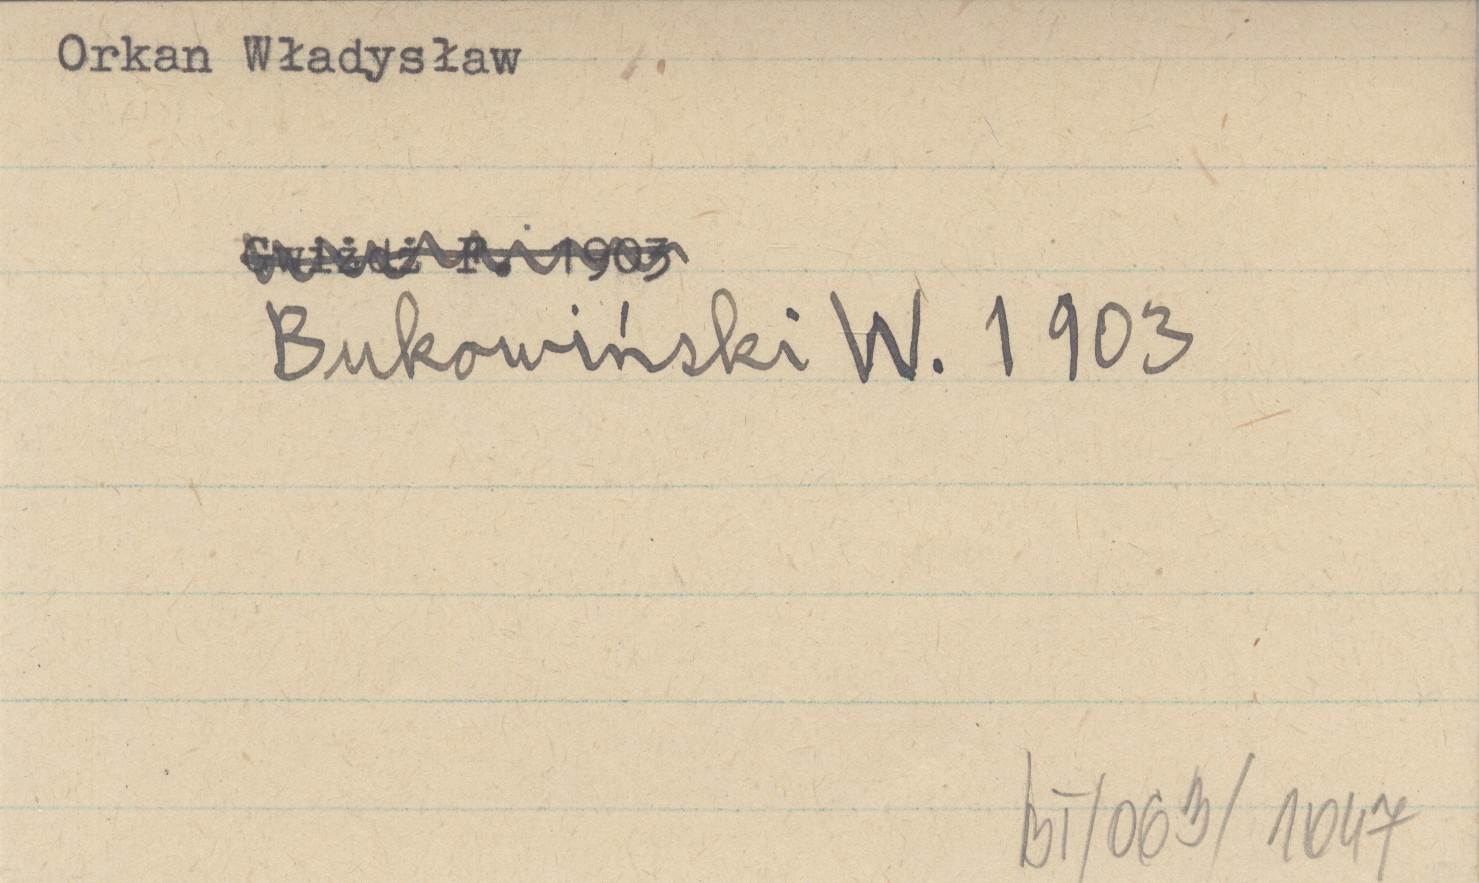 Orkan Władysław
Gwiżdż F. 1903
Bukowiński W. 1903
BI/063/1047